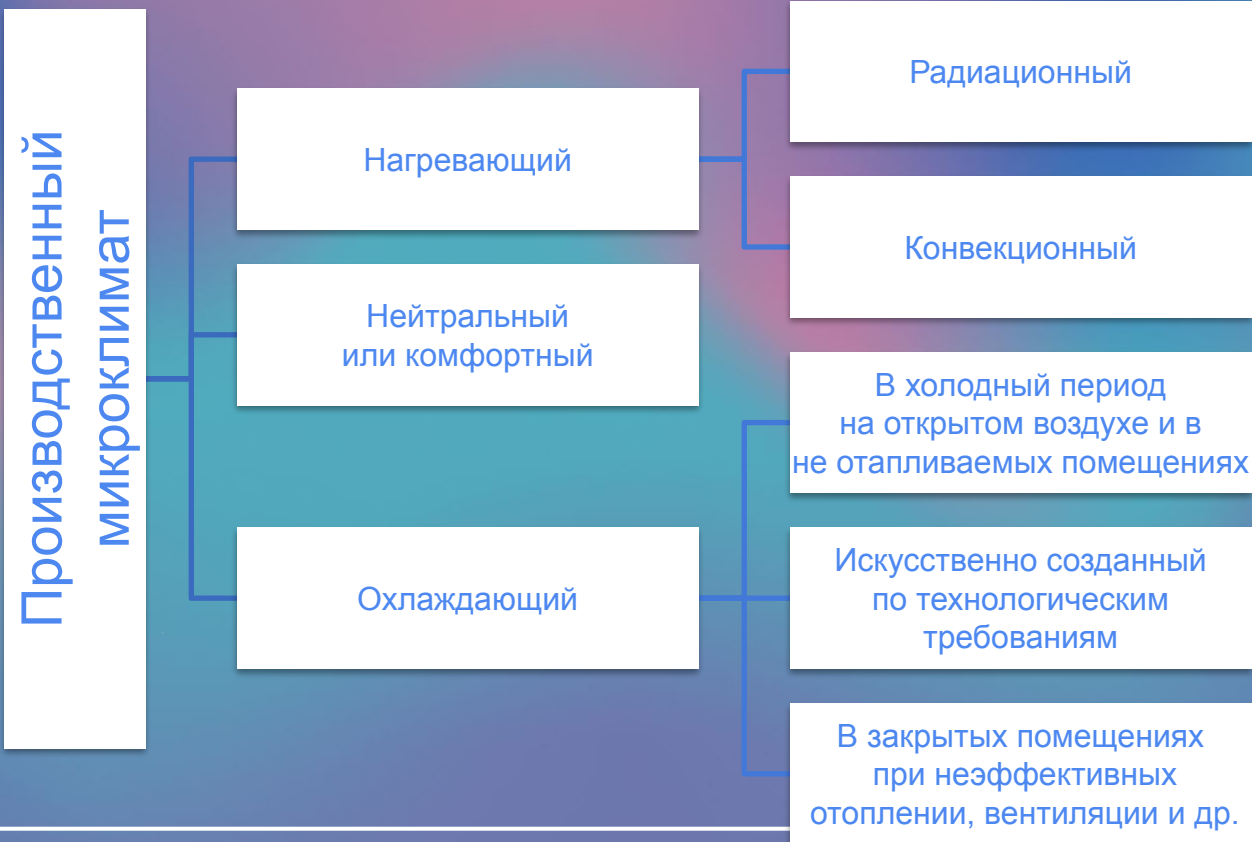 Производственный
микроклимат
Нагревающий
Радиационный
Конвекционный
Нейтральный
или комфортный
Охлаждающий
В холодный период
на открытом воздухе и в
не отапливаемых помещениях
Искусственно созданный
по технологическим
требованиям
В закрытых помещениях
при неэффективных
отоплении, вентиляции и др.